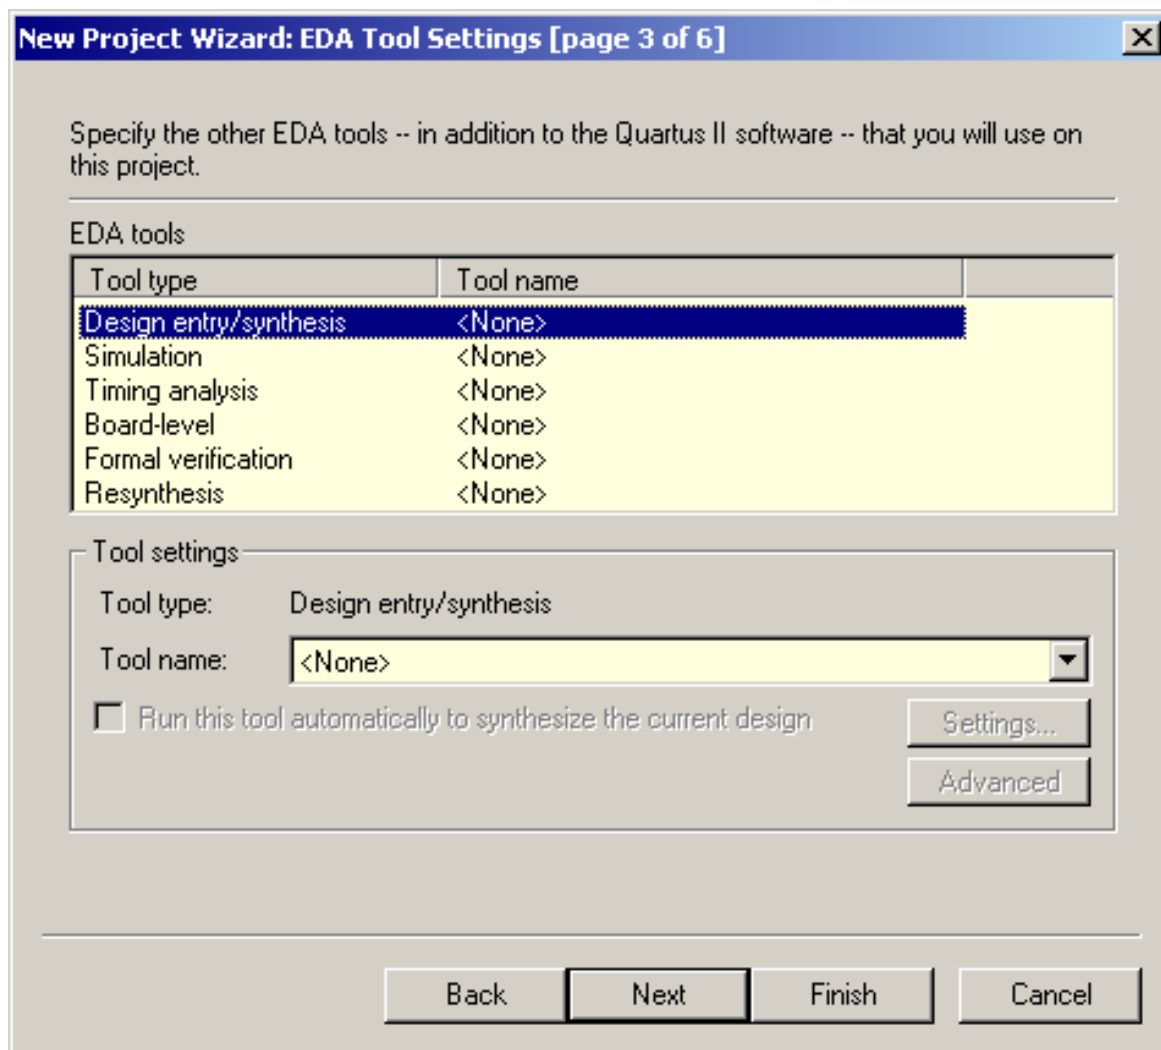 New Project Wizard: EDA Tool Settings [page 3 of 6]
Specify the other EDA tools -- in addition to the Quartus II software -- that you will use on
this project.
EDA tools
Tool type Tool name
Design entry/synthesis <None>
Simulation <None>
Timing analysis <None>
Board-level <None>
Formal verification <None>
Resynthesis <None>
Tool settings
Tool type: Design entry/synthesis
Tool name: <None>
Run this tool automatically to synthesize the current design Settings...
Advanced
Back Next Finish Cancel